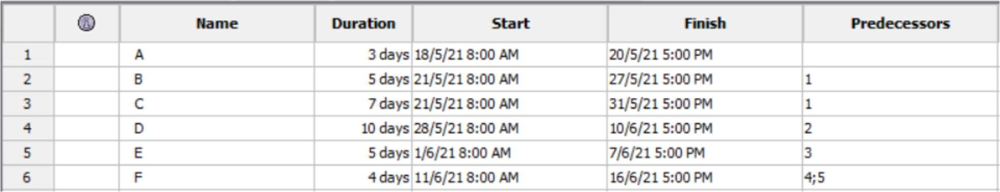 Name Duration Start Finish Predecessors
1 A 3 days 18/5/21 8:00 AM 20/5/21 5:00 PM
2 B 5 days 21/5/21 8:00 AM 27/5/21 5:00 PM 1
3 C 7 days 21/5/21 8:00 AM 31/5/21 5:00 PM 1
4 D 10 days 28/5/21 8:00 AM 10/6/21 5:00 PM 2
5 E 5 days 1/6/21 8:00 AM 7/6/21 5:00 PM 3
6 F 4 days 11/6/21 8:00 AM 16/6/21 5:00 PM 4;5